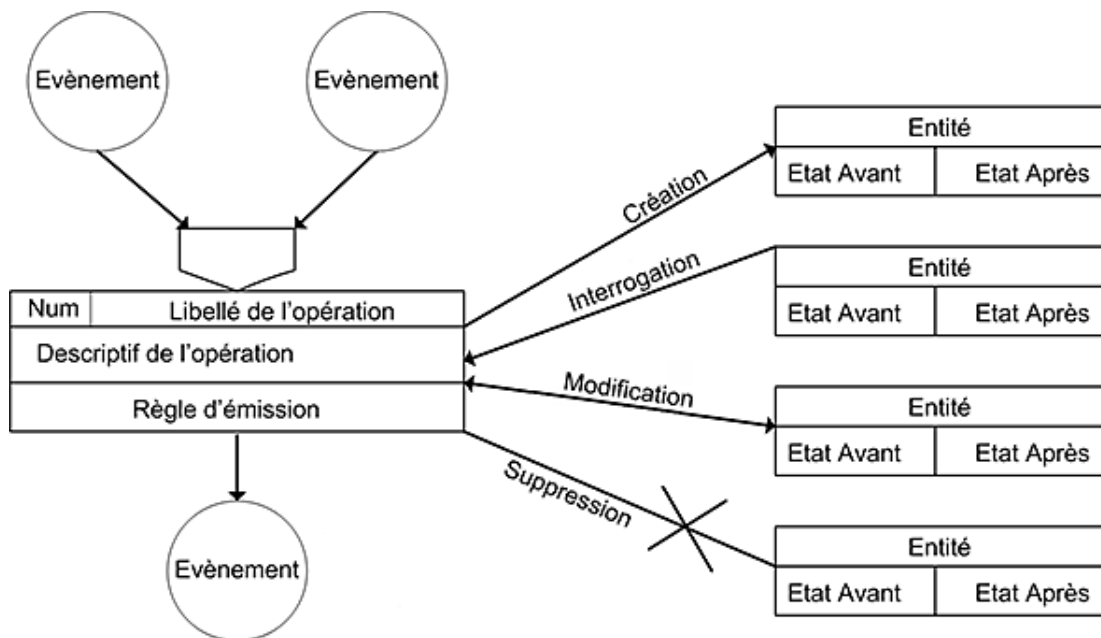 Evènement
Evènement
Num
Libellé de l'opération
Descriptif de l'opération
Règle d'émission
Evènement
Création
Interrogation
Modification
Suppression
Entité
Etat Avant
Etat Après
Entité
Etat Avant
Etat Après
Entité
Etat Avant
Etat Après
Entité
Etat Avant
Etat Après